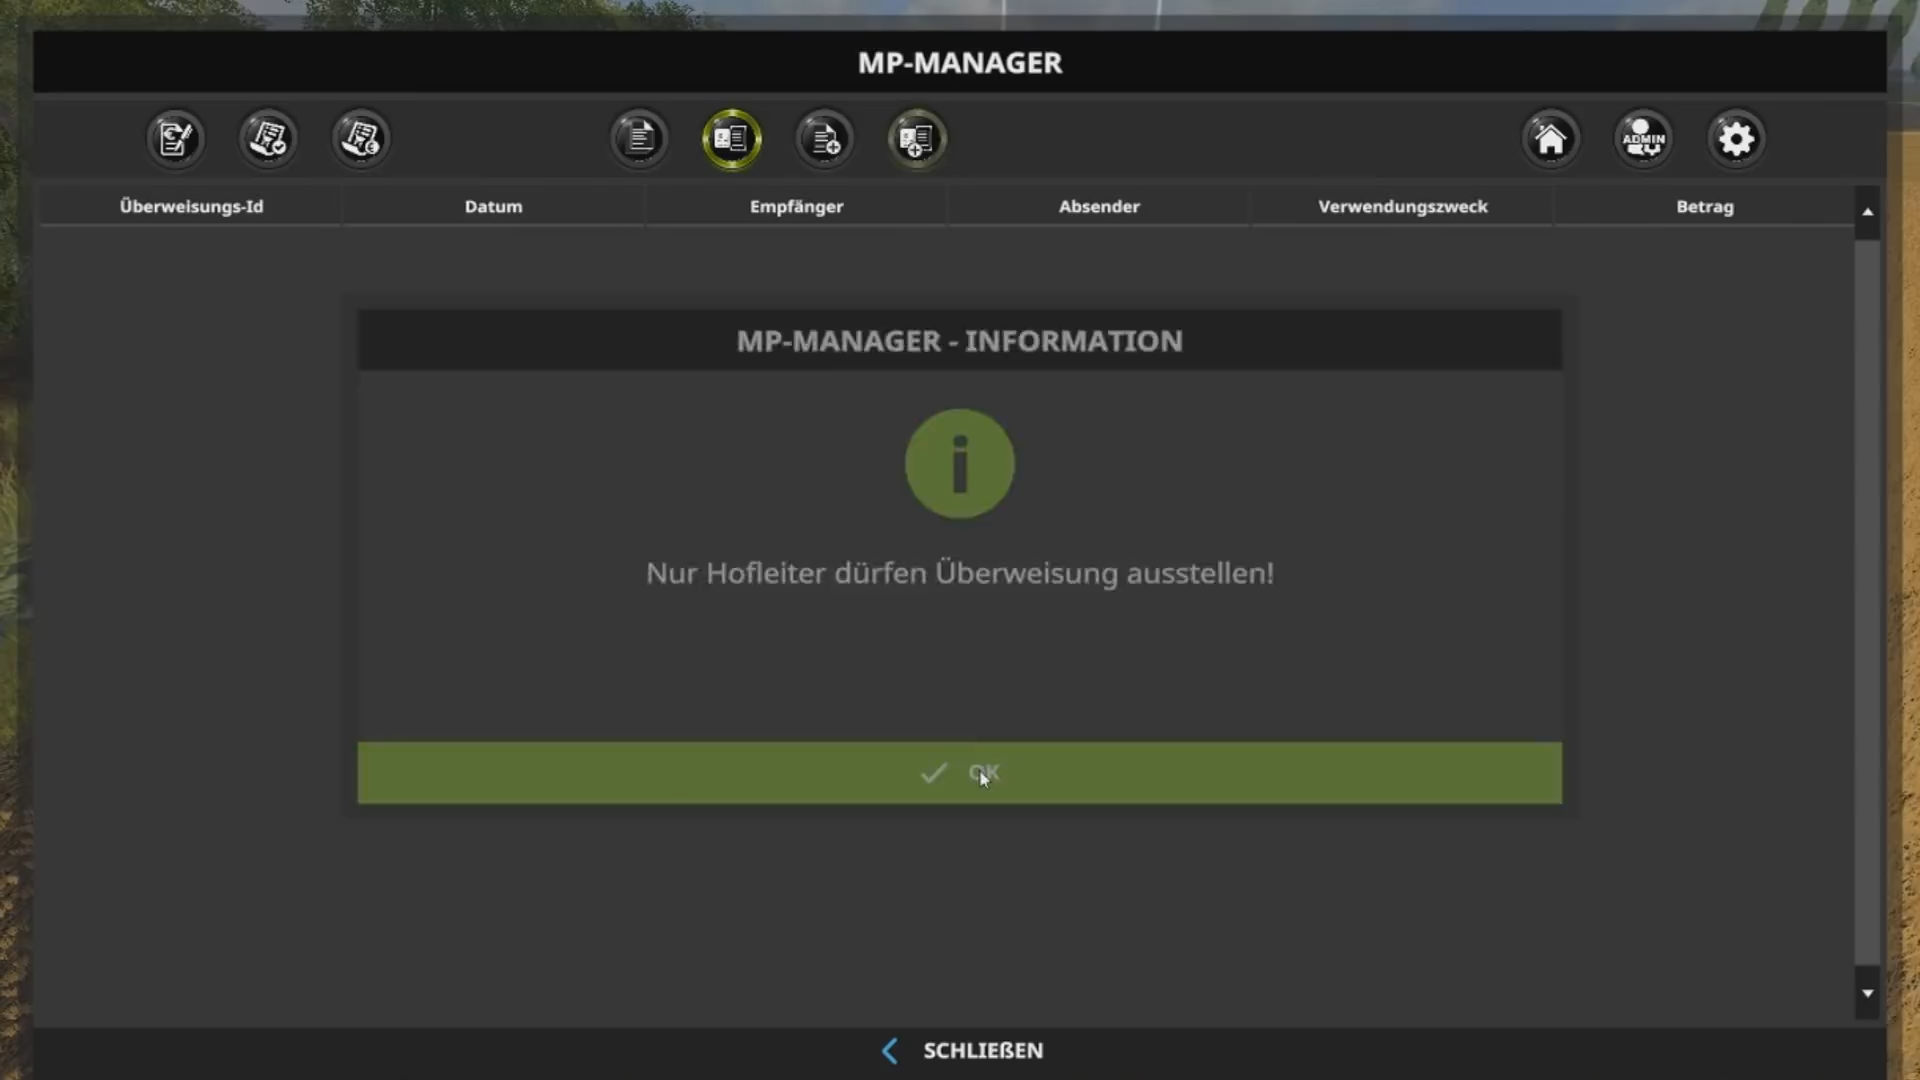 MP-MANAGER
ADMIN
Überweisungs-Id Datum Empfänger Absender Verwendungszweck Betrag
MP-MANAGER - INFORMATION
i
Nur Hofleiter dürfen Überweisung ausstellen!
OK
SCHLIEẞEN